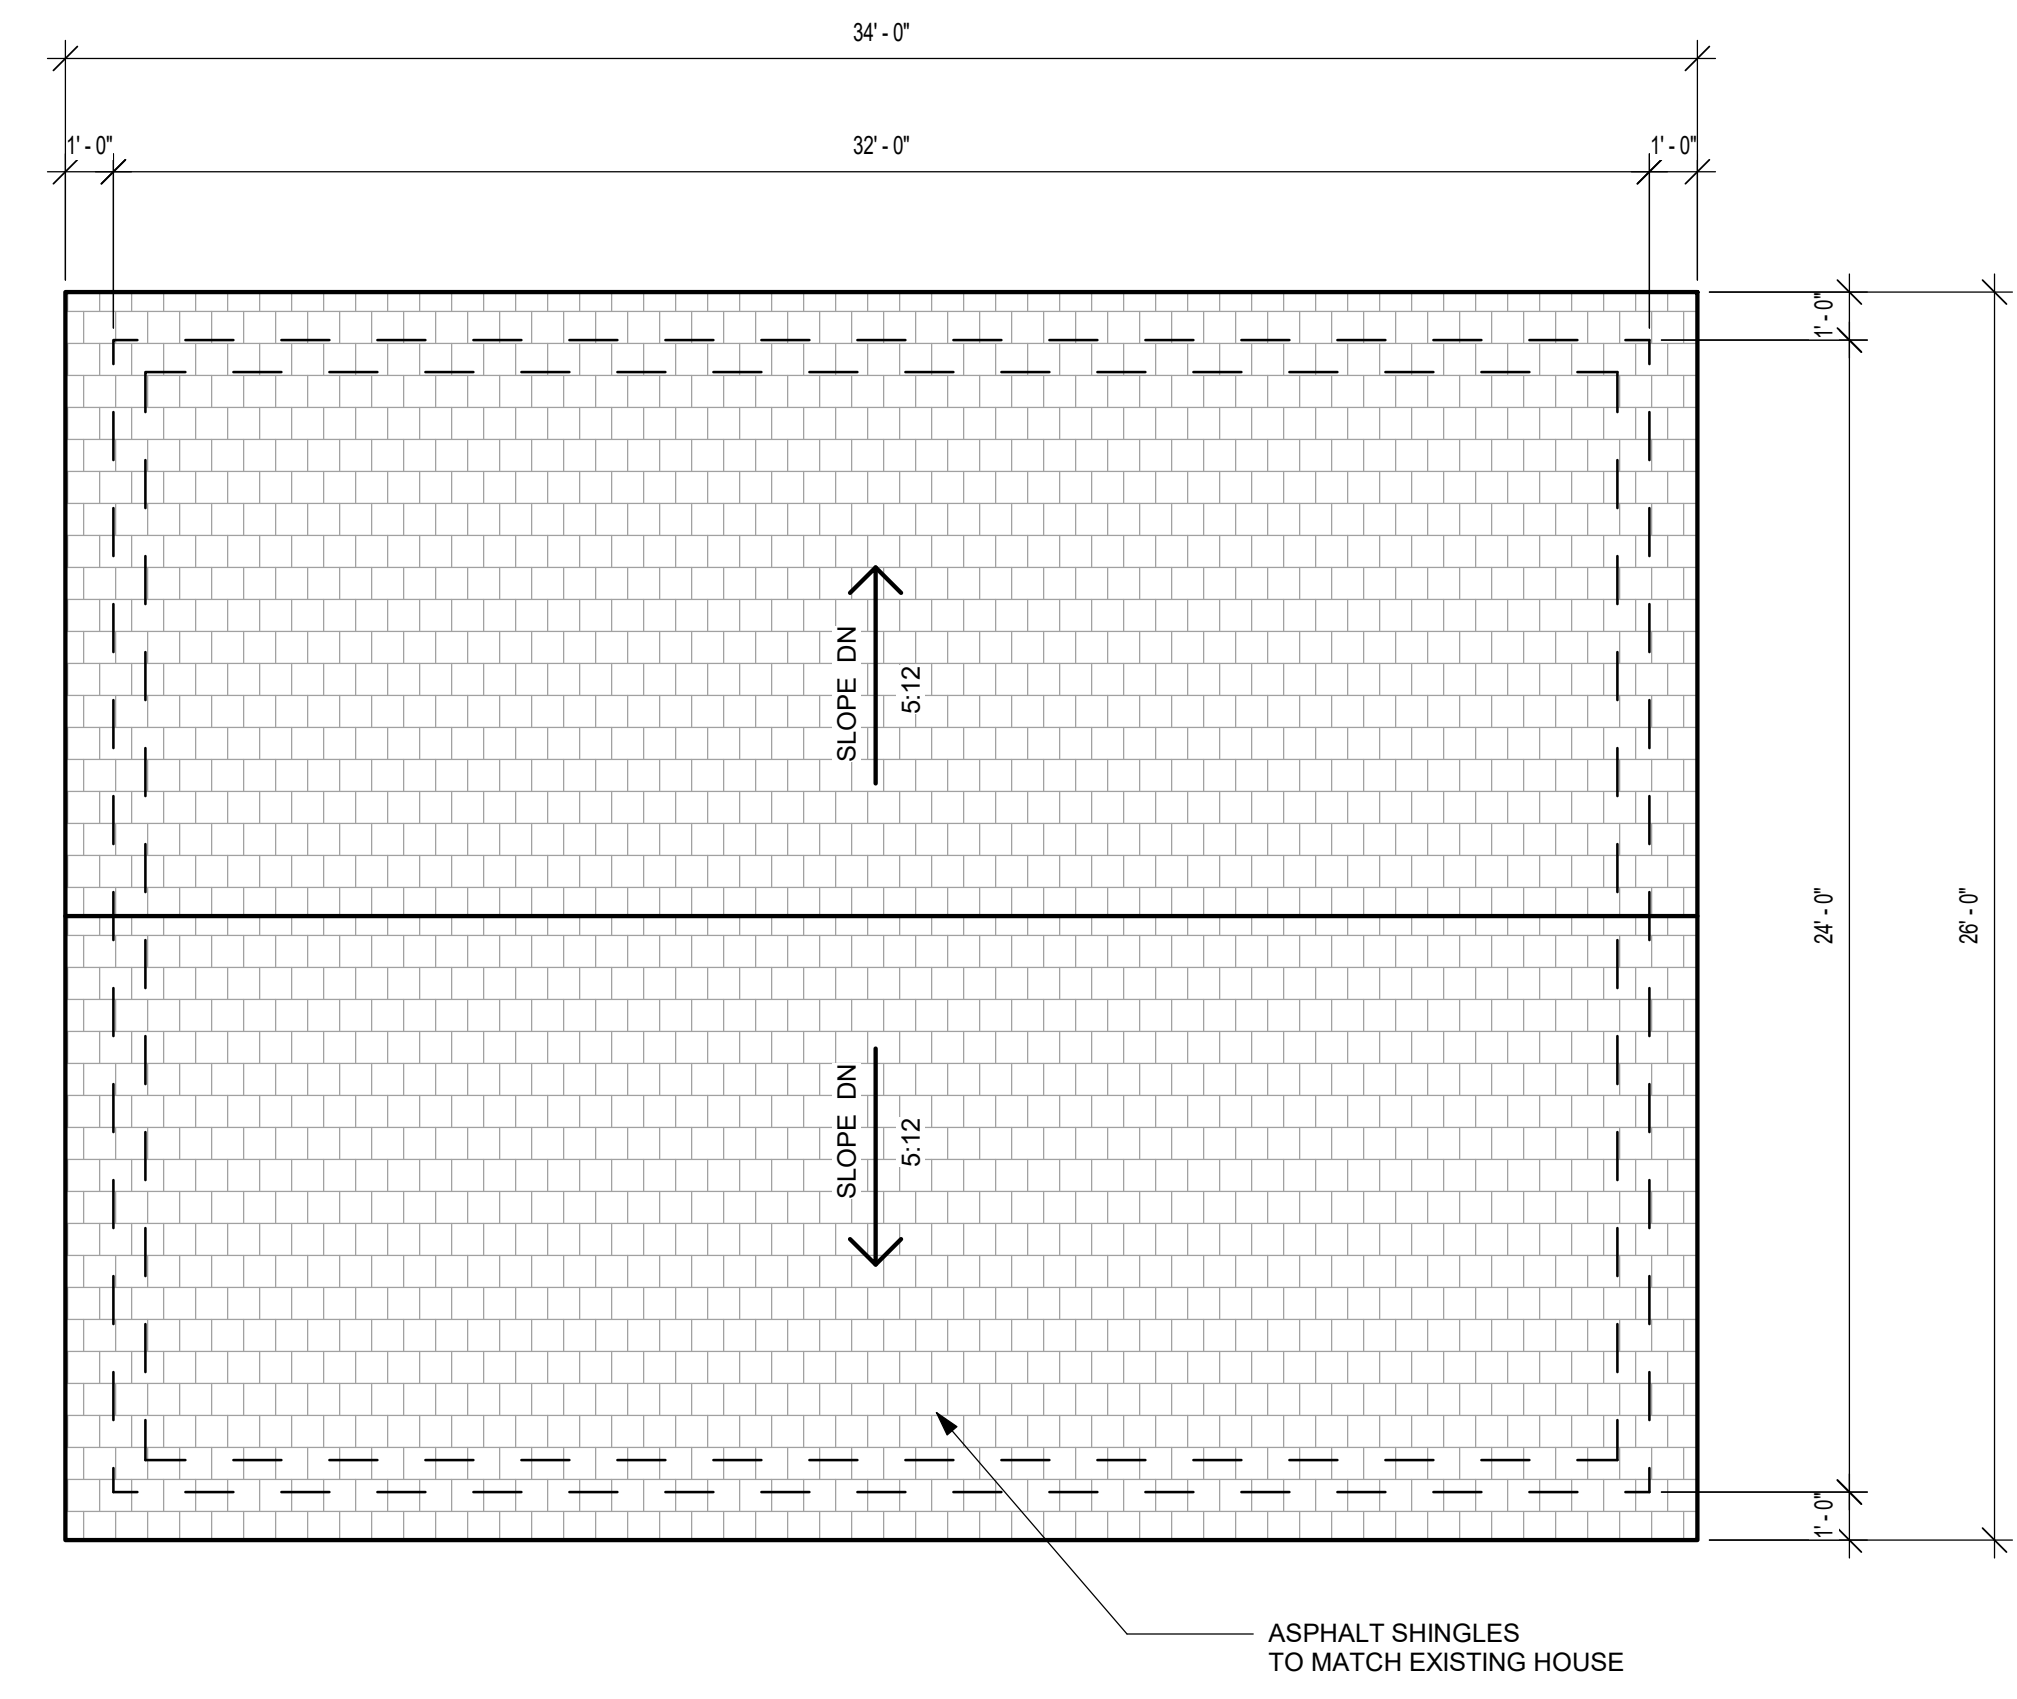 34' - 0"
1' - 0"
32' - 0"
1' - 0"
1' - 0"
SLOPE DN
5:12
24' - 0"
26' - 0"
SLOPE DN
5:12
1' - 0"
ASPHALT SHINGLES
TO MATCH EXISTING HOUSE